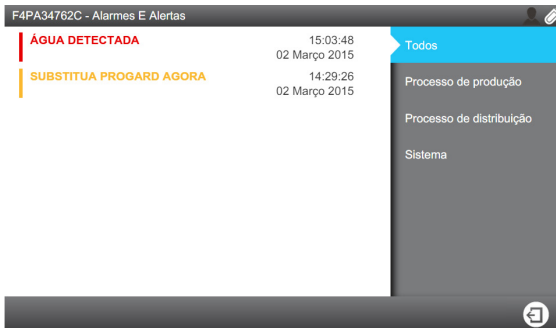 F4PA34762C - Alarmes E Alertas
ÁGUA DETECTADA 15:03:48
02 Março 2015
SUBSTITUA PROGARD AGORA 14:29:26
02 Março 2015
Todos
Processo de produção
Processo de distribuição
Sistema